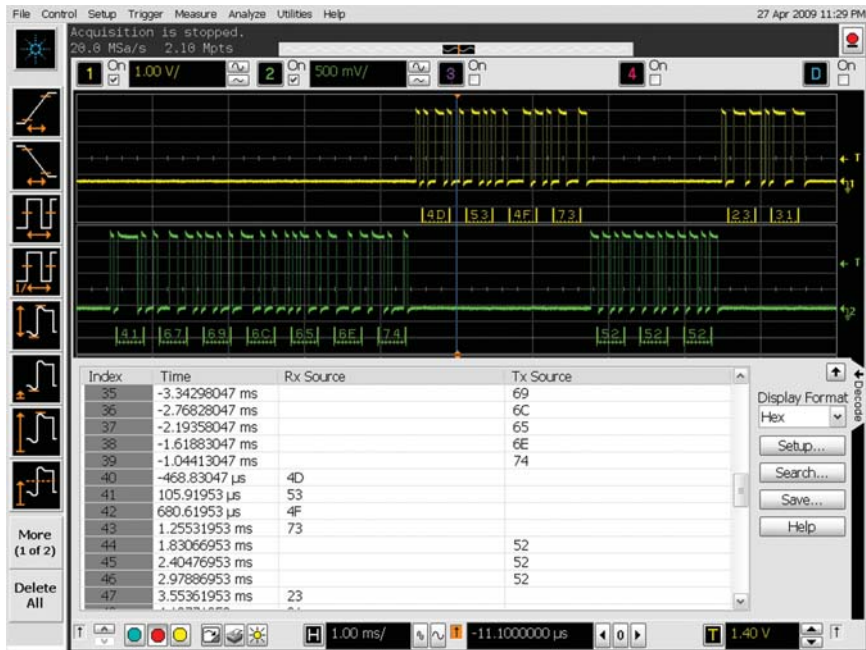 File Control Setup Trigger Measure Analyze Utilities Help
27 Apr 2009 11:29 PM
Acquisition is stopped.
20.0 MSa/s 2.10 Mpts
1 On 1.00 V/ 2 On 500 mV/ 3 On 4 On D On
T
1
4D 53 4F 73 23 31
T
2
41 67 69 6C 65 6E 74 52 52 52
Index Time Rx Source Tx Source
35 -3.34298047 ms 69
36 -2.76828047 ms 6C
37 -2.19358047 ms 65
38 -1.61883047 ms 6E
39 -1.04413047 ms 74
40 -468.83047 µs 4D
41 105.91953 µs 53
42 680.61953 µs 4F
43 1.25531953 ms 73
44 1.83066953 ms 52
45 2.40476953 ms 52
46 2.97886953 ms 52
47 3.55361953 ms 23
Decode
Display Format
Hex
Setup...
Search...
Save...
Help
More
(1 of 2)
Delete
All
H 1.00 ms/ -11.1000000 µs 0 T 1.40 V